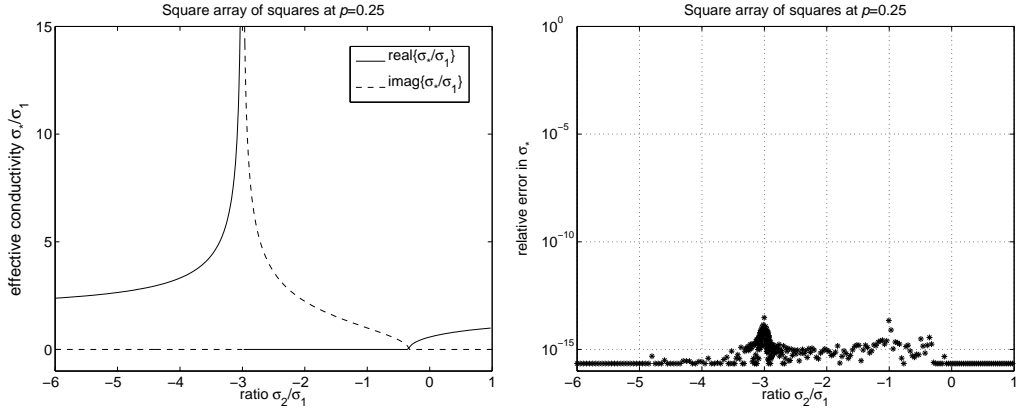 Square array of squares at p=0.25
15
10
5
0
effective conductivity σ*/σ1
real{σ*/σ1}
imag{σ*/σ1}
−6 −5 −4 −3 −2 −1 0 1
ratio σ2/σ1
Square array of squares at p=0.25
10^0
10^−5
10^−10
10^−15
relative error in σ*
−6 −5 −4 −3 −2 −1 0 1
ratio σ2/σ1